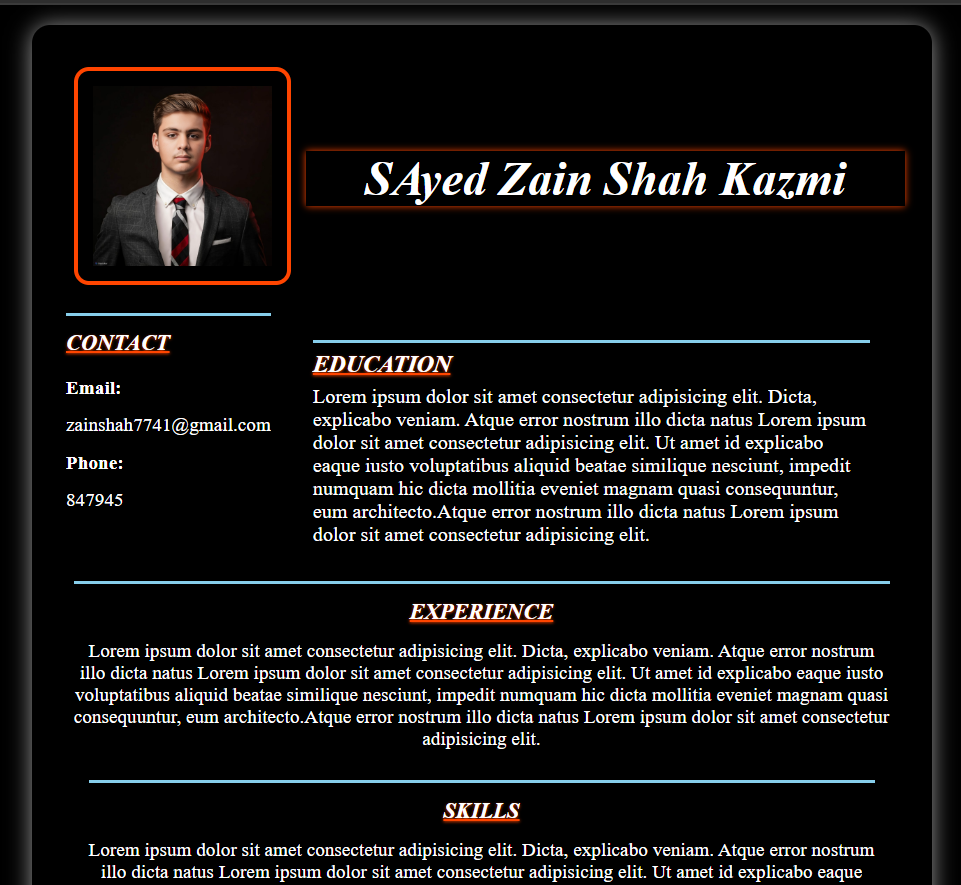 SAyed Zain Shah Kazmi
CONTACT
Email:
zainshah7741@gmail.com
Phone:
847945
EDUCATION
Lorem ipsum dolor sit amet consectetur adipisicing elit. Dicta,
explicabo veniam. Atque error nostrum illo dicta natus Lorem ipsum
dolor sit amet consectetur adipisicing elit. Ut amet id explicabo
eaque iusto voluptatibus aliquid beatae similique nesciunt, impedit
numquam hic dicta mollitia eveniet magnam quasi consequuntur,
eum architecto.Atque error nostrum illo dicta natus Lorem ipsum
dolor sit amet consectetur adipisicing elit.
EXPERIENCE
Lorem ipsum dolor sit amet consectetur adipisicing elit. Dicta, explicabo veniam. Atque error nostrum
illo dicta natus Lorem ipsum dolor sit amet consectetur adipisicing elit. Ut amet id explicabo eaque iusto
voluptatibus aliquid beatae similique nesciunt, impedit numquam hic dicta mollitia eveniet magnam quasi
consequuntur, eum architecto.Atque error nostrum illo dicta natus Lorem ipsum dolor sit amet consectetur
adipisicing elit.
SKILLS
Lorem ipsum dolor sit amet consectetur adipisicing elit. Dicta, explicabo veniam. Atque error nostrum
illo dicta natus Lorem ipsum dolor sit amet consectetur adipisicing elit. Ut amet id explicabo eaque